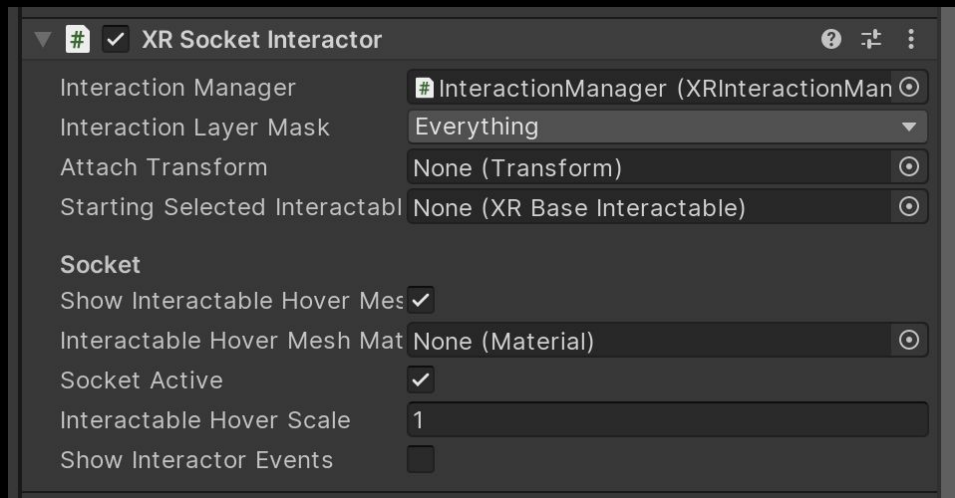 XR Socket Interactor
Interaction Manager # InteractionManager (XRInteractionMan
Interaction Layer Mask Everything
Attach Transform None (Transform)
Starting Selected Interactabl None (XR Base Interactable)
Socket
Show Interactable Hover Mes
Interactable Hover Mesh Mat None (Material)
Socket Active
Interactable Hover Scale 1
Show Interactor Events